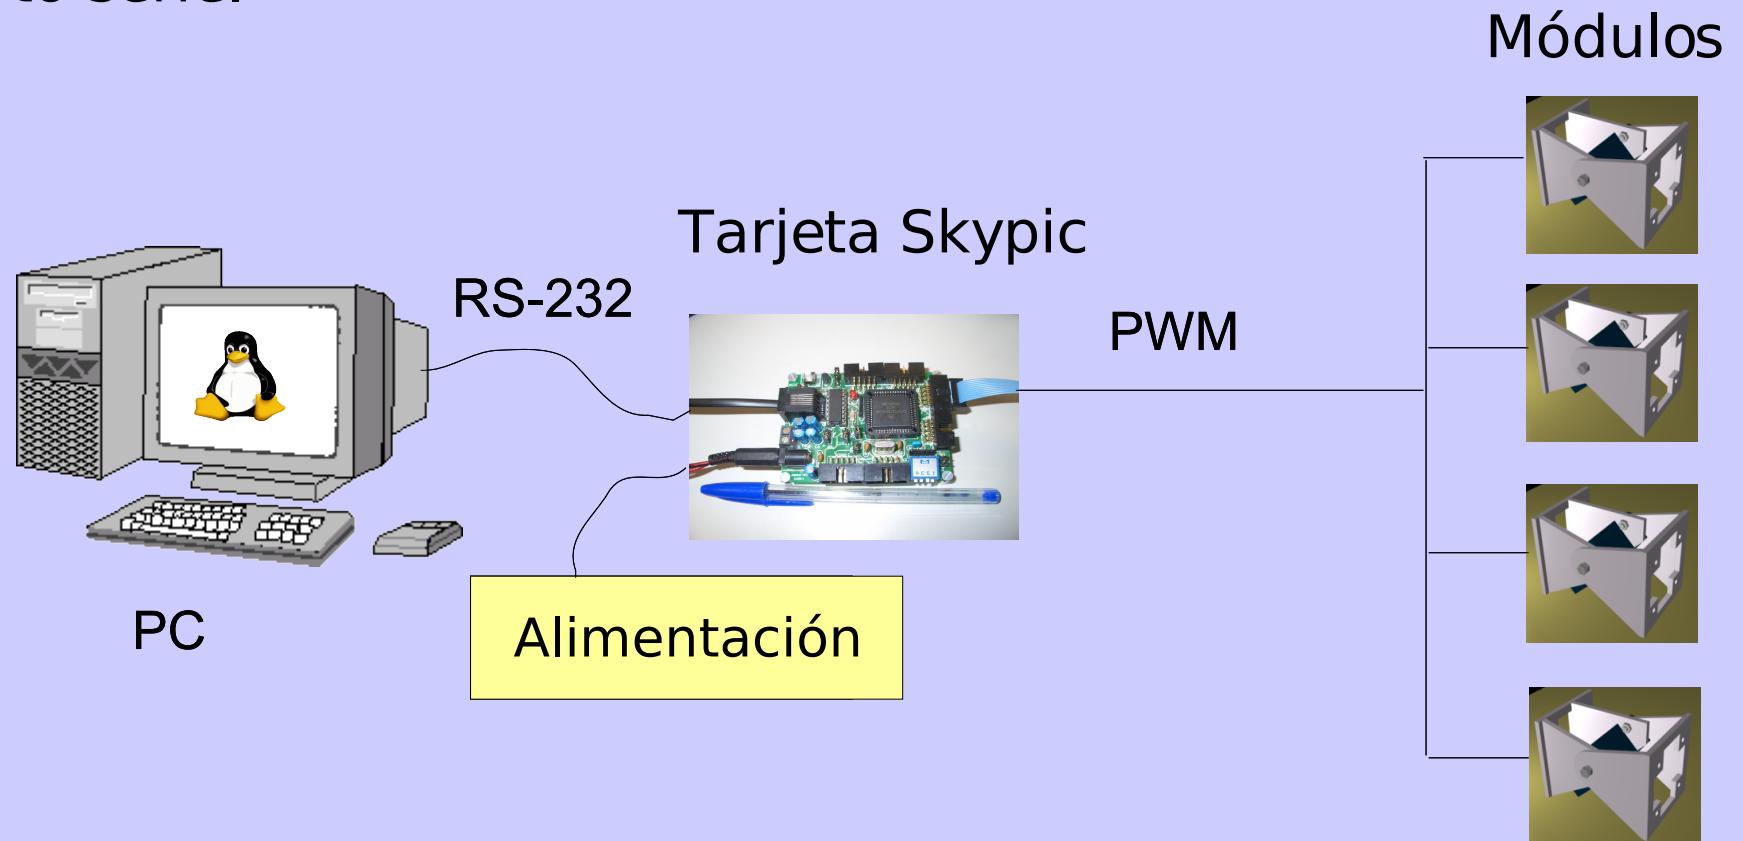 Módulos
Tarjeta Skypic
RS-232
PWM
PC
Alimentación